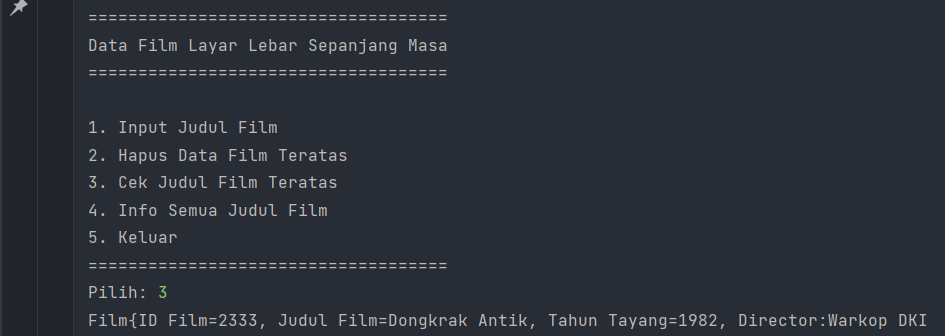 ====================================
Data Film Layar Lebar Sepanjang Masa
====================================
1. Input Judul Film
2. Hapus Data Film Teratas
3. Cek Judul Film Teratas
4. Info Semua Judul Film
5. Keluar
====================================
Pilih: 3
Film{ID Film=2333, Judul Film=Dongkrak Antik, Tahun Tayang=1982, Director:Warkop DKI